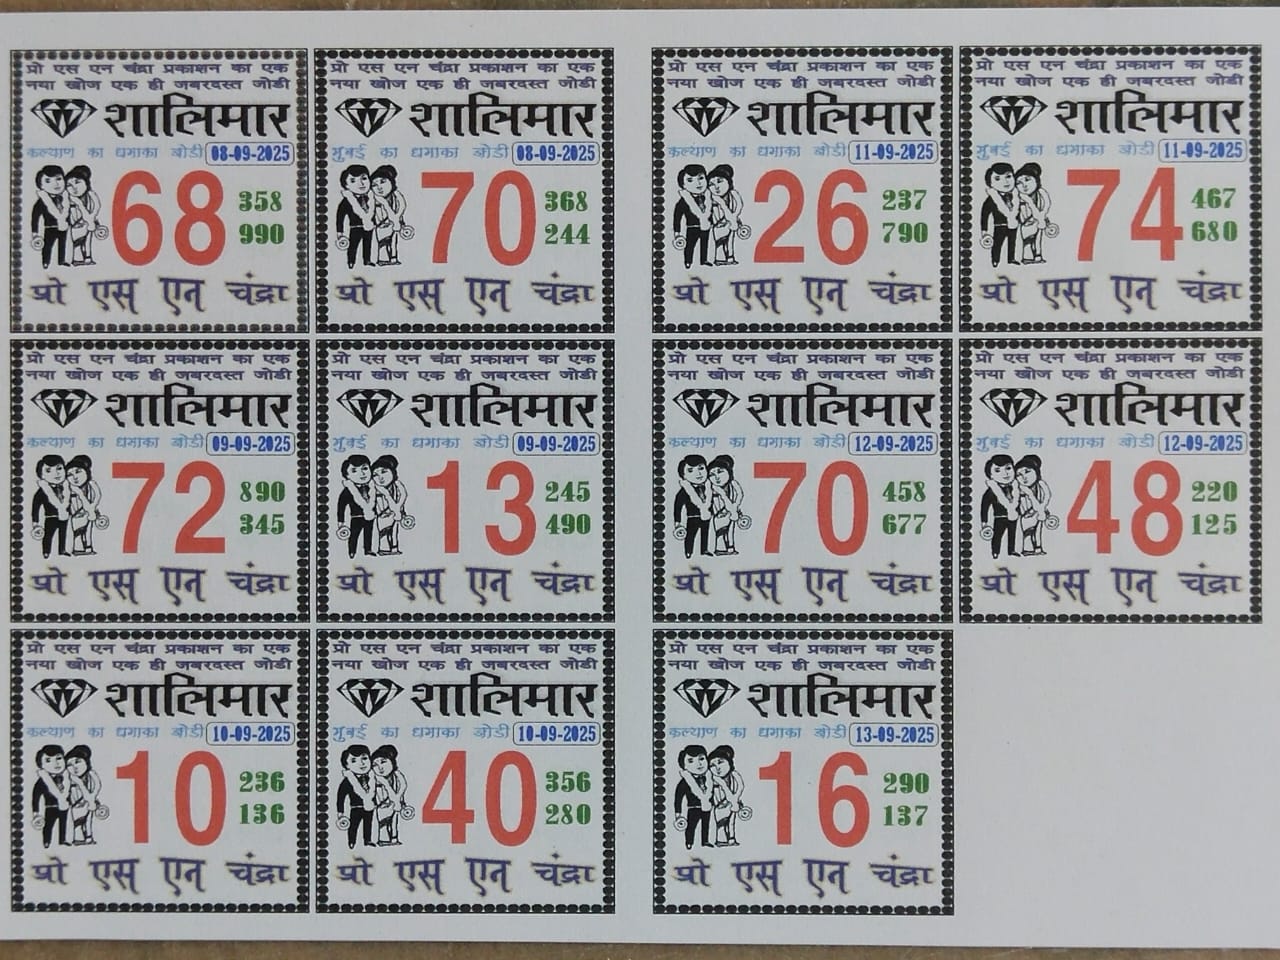 प्रो एस एन चंद्रा प्रकाशन का एक
नया खोज एक ही जबरदस्त जोडी
शालिमार
कल्याण का धमाका जोडी 08-09-2025
68 358
990
प्रो एस एन चंद्रा
प्रो एस एन चंद्रा प्रकाशन का एक
नया खोज एक ही जबरदस्त जोडी
शालिमार
मुंबई का धमाका जोडी 08-09-2025
70 368
244
प्रो एस एन चंद्रा
प्रो एस एन चंद्रा प्रकाशन का एक
नया खोज एक ही जबरदस्त जोडी
शालिमार
कल्याण का धमाका जोडी 11-09-2025
26 237
790
प्रो एस एन चंद्रा
प्रो एस एन चंद्रा प्रकाशन का एक
नया खोज एक ही जबरदस्त जोडी
शालिमार
मुंबई का धमाका जोडी 11-09-2025
74 467
680
प्रो एस एन चंद्रा
प्रो एस एन चंद्रा प्रकाशन का एक
नया खोज एक ही जबरदस्त जोडी
शालिमार
कल्याण का धमाका जोडी 09-09-2025
72 890
345
प्रो एस एन चंद्रा
प्रो एस एन चंद्रा प्रकाशन का एक
नया खोज एक ही जबरदस्त जोडी
शालिमार
मुंबई का धमाका जोडी 09-09-2025
13 245
490
प्रो एस एन चंद्रा
प्रो एस एन चंद्रा प्रकाशन का एक
नया खोज एक ही जबरदस्त जोडी
शालिमार
कल्याण का धमाका जोडी 12-09-2025
70 458
677
प्रो एस एन चंद्रा
प्रो एस एन चंद्रा प्रकाशन का एक
नया खोज एक ही जबरदस्त जोडी
शालिमार
मुंबई का धमाका जोडी 12-09-2025
48 220
125
प्रो एस एन चंद्रा
प्रो एस एन चंद्रा प्रकाशन का एक
नया खोज एक ही जबरदस्त जोडी
शालिमार
कल्याण का धमाका जोडी 10-09-2025
10 236
136
प्रो एस एन चंद्रा
प्रो एस एन चंद्रा प्रकाशन का एक
नया खोज एक ही जबरदस्त जोडी
शालिमार
मुंबई का धमाका जोडी 10-09-2025
40 356
280
प्रो एस एन चंद्रा
प्रो एस एन चंद्रा प्रकाशन का एक
नया खोज एक ही जबरदस्त जोडी
शालिमार
कल्याण का धमाका जोडी 13-09-2025
16 290
137
प्रो एस एन चंद्रा